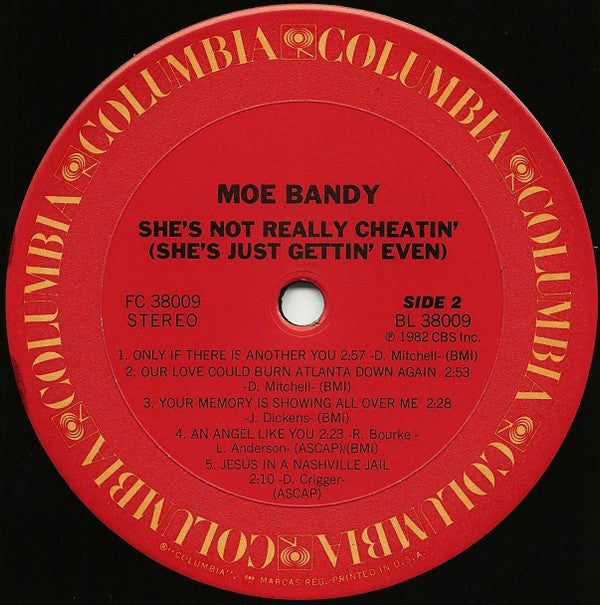 COLUMBIA COLUMBIA COLUMBIA COLUMBIA COLUMBIA COLUMBIA COLUMBIA
MOE BANDY
SHE'S NOT REALLY CHEATIN'
(SHE'S JUST GETTIN' EVEN)
FC 38009
STEREO
SIDE 2
BL 38009
℗ 1982 CBS Inc.
1. ONLY IF THERE IS ANOTHER YOU 2:57 -D. Mitchell- (BMI)
2. OUR LOVE COULD BURN ATLANTA DOWN AGAIN 2:53
-D. Mitchell- (BMI)
3. YOUR MEMORY IS SHOWING ALL OVER ME 2:28
-J. Dickens- (BMI)
4. AN ANGEL LIKE YOU 2:23 -R. Bourke -
L. Anderson- (ASCAP)/(BMI)
5. JESUS IN A NASHVILLE JAIL
2:10 -D. Crigger-
(ASCAP)
® "COLUMBIA", MARCAS REG. PRINTED IN U.S.A.